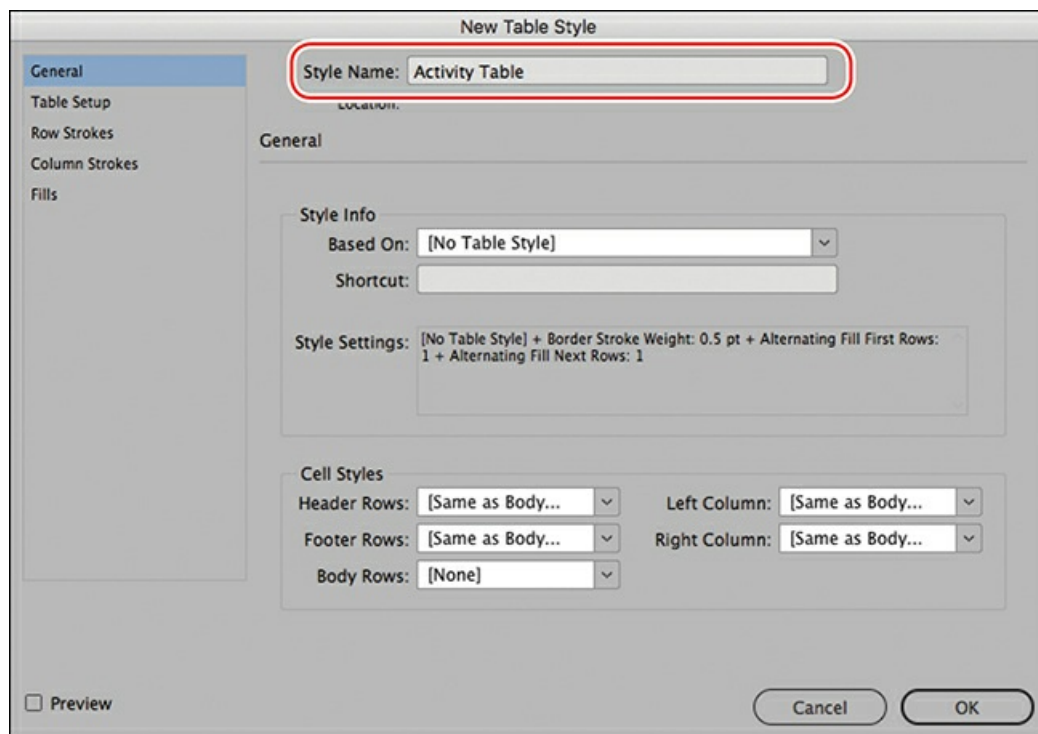 New Table Style
General
Table Setup
Row Strokes
Column Strokes
Fills
Style Name: Activity Table
Location:
General
Style Info
Based On: [No Table Style]
Shortcut:
Style Settings: [No Table Style] + Border Stroke Weight: 0.5 pt + Alternating Fill First Rows:
1 + Alternating Fill Next Rows: 1
Cell Styles
Header Rows: [Same as Body... Left Column: [Same as Body...
Footer Rows: [Same as Body... Right Column: [Same as Body...
Body Rows: [None]
Preview
Cancel OK